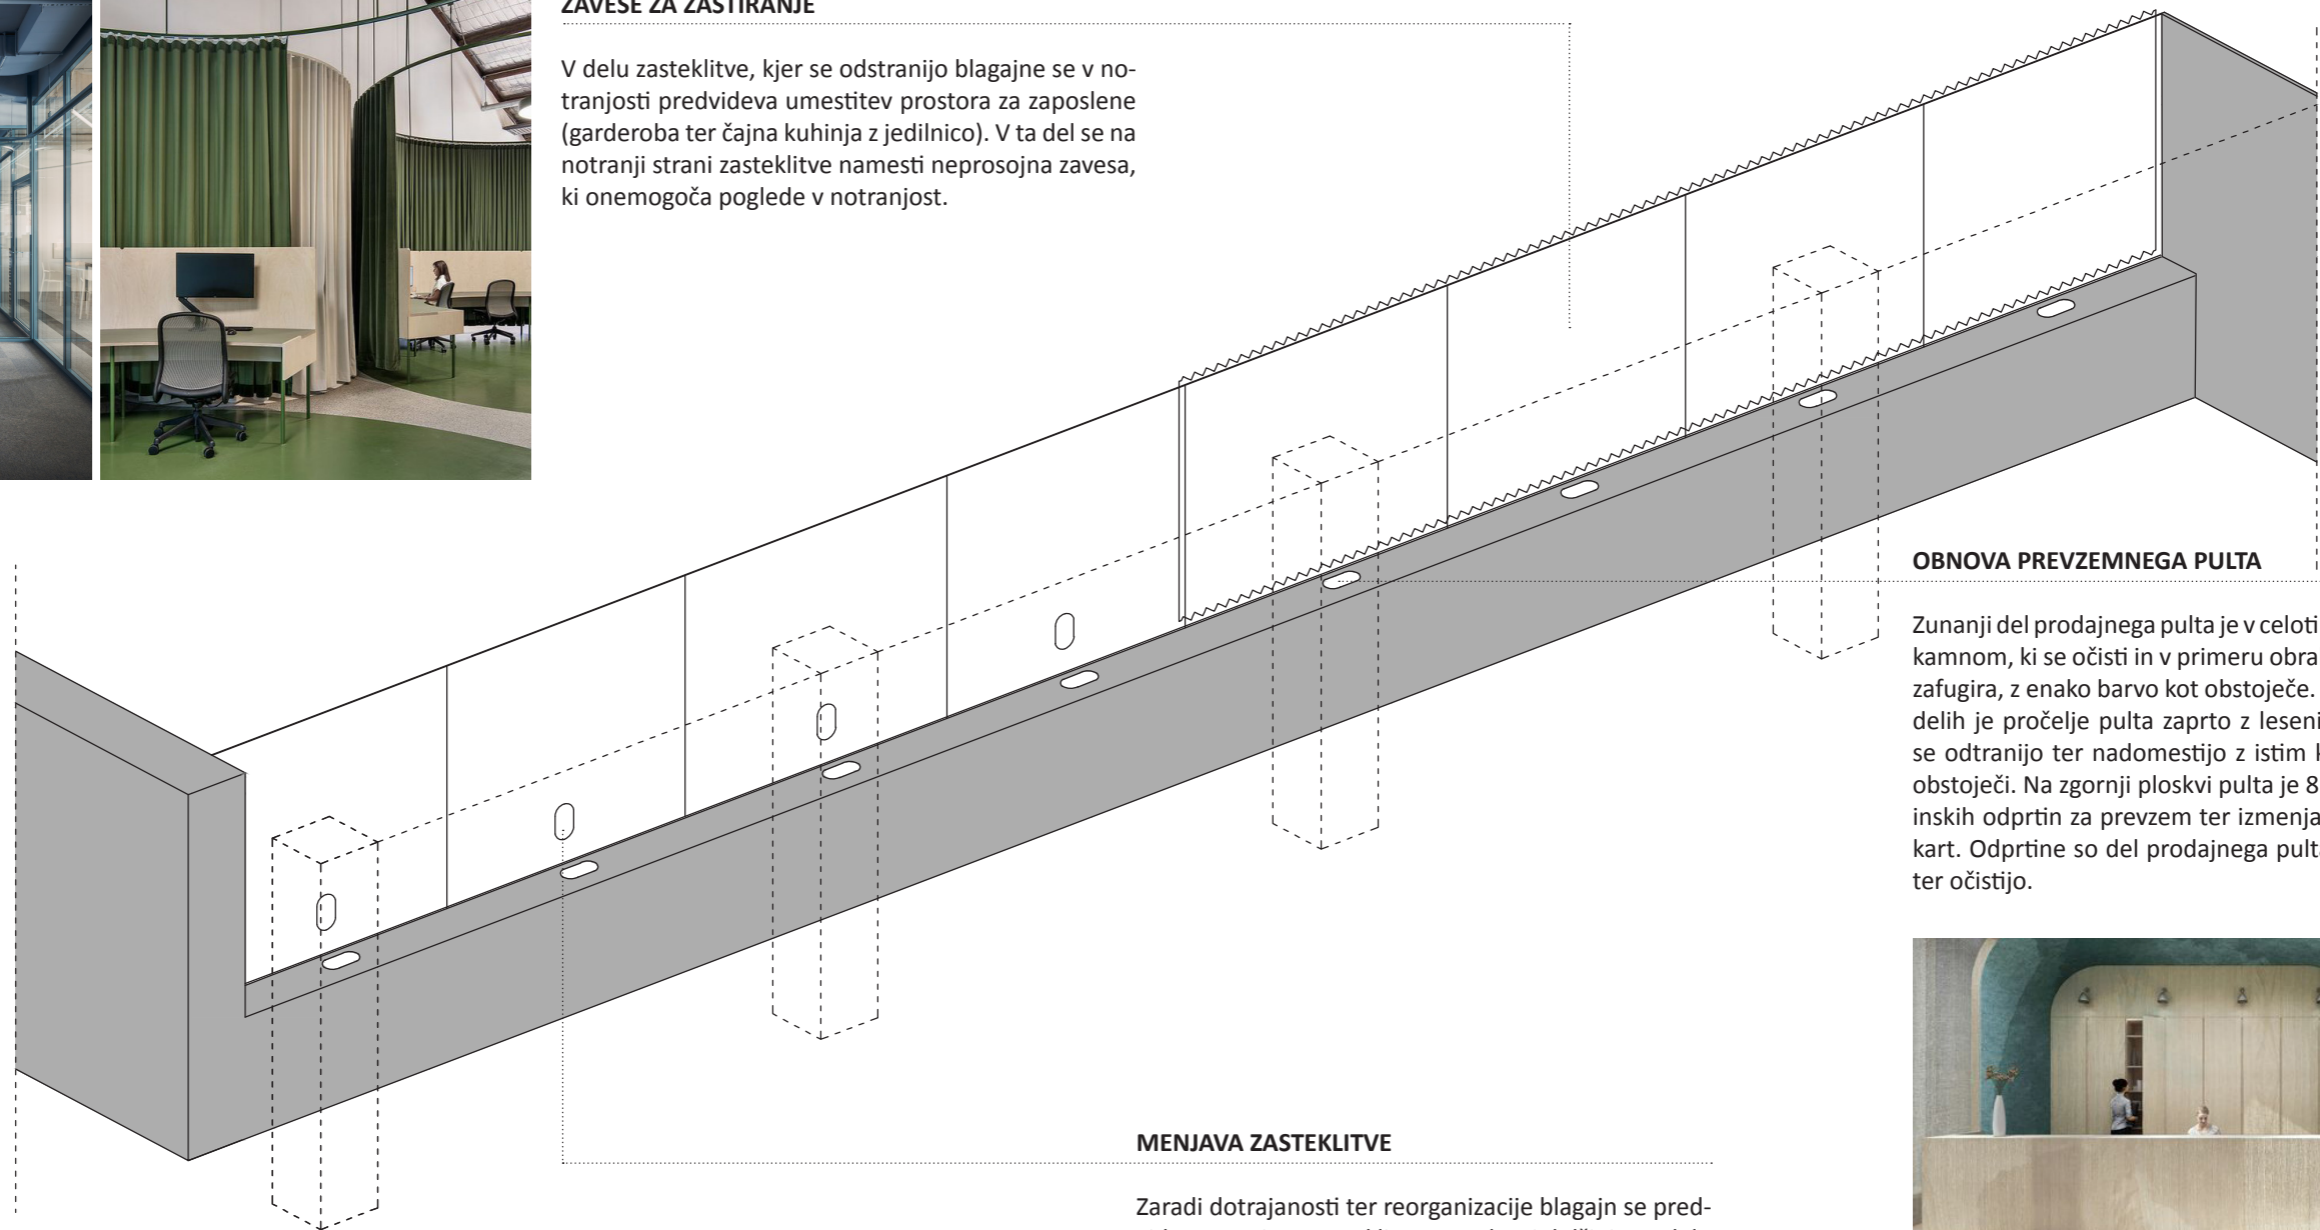 ZAVESE ZA ZASTIRANJE
V delu zasteklitve, kjer se odstranijo blagajne se v no-
tranjosti predvideva umestitev prostora za zaposlene
(garderoba ter čajna kuhinja z jedilnico). V ta del se na
notranji strani zasteklitve namesti neprosojna zavesa,
ki onemogoča poglede v notranjost.
OBNOVA PREVZEMNEGA PULTA
Zunanji del prodajnega pulta je v celoti
kamnom, ki se očisti in v primeru obra
zafugira, z enako barvo kot obstoječe.
delih je pročelje pulta zaprto z leseni
se odtranijo ter nadomestijo z istim k
obstoječi. Na zgornji ploskvi pulta je 8
inskih odprtin za prevzem ter izmenja
kart. Odprtine so del prodajnega pulta
ter očistijo.
MENJAVA ZASTEKLITVE
Zaradi dotrajanosti ter reorganizacije blagajn se pred-